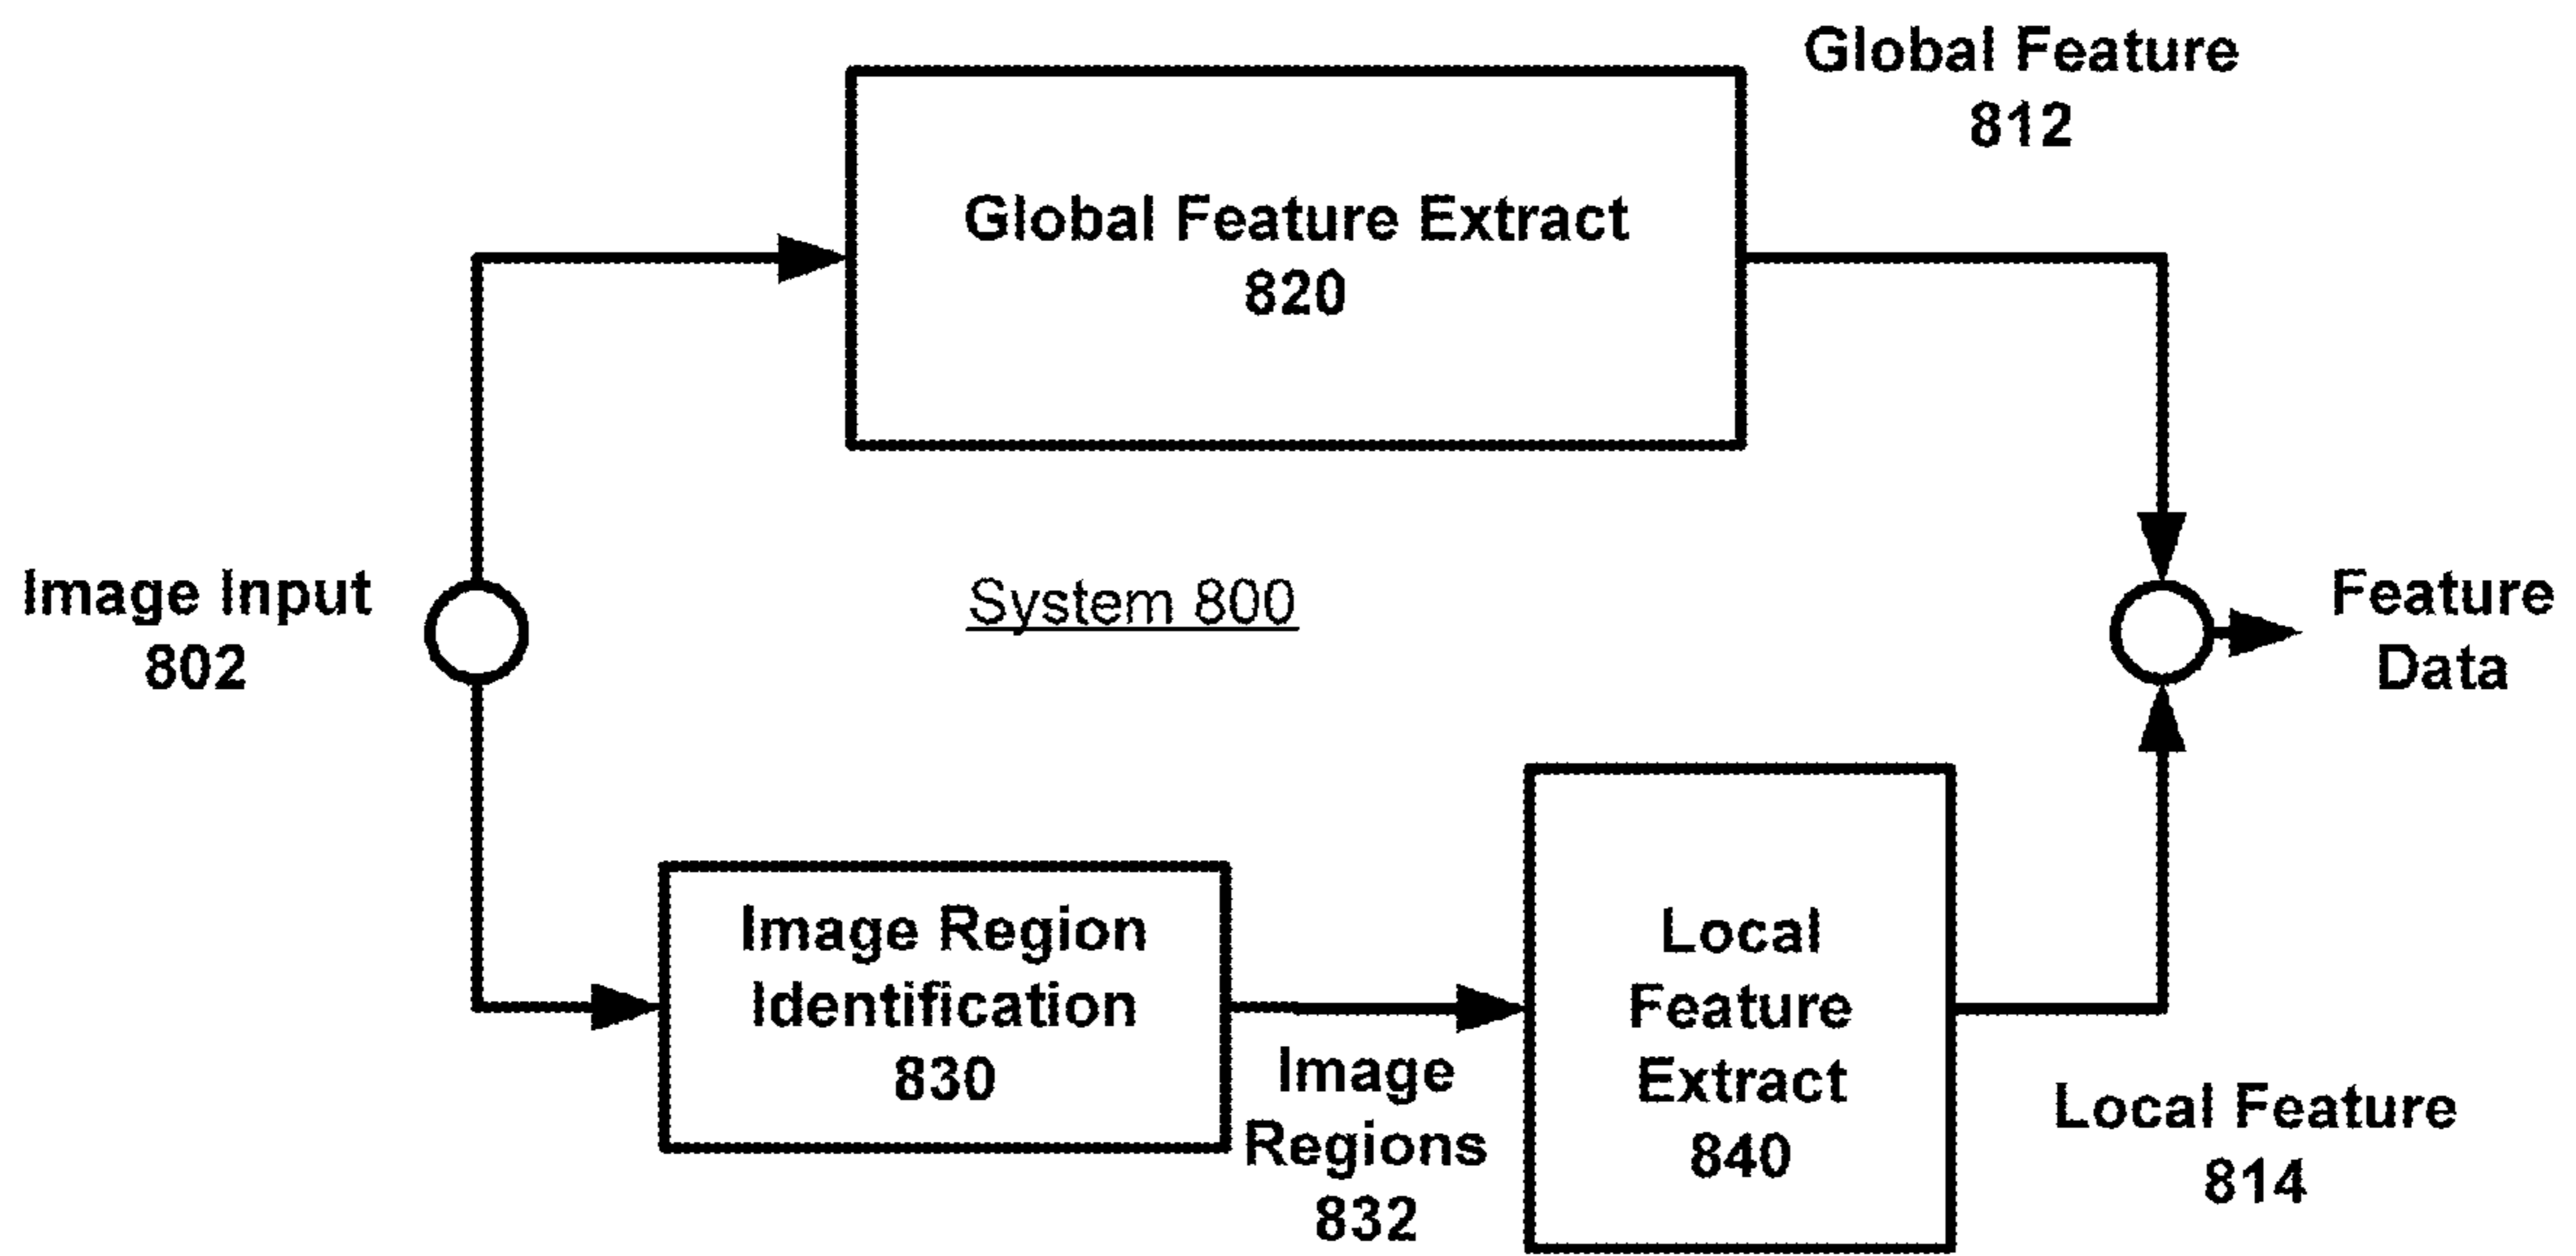 Global Feature
812
Global Feature Extract
820
Image Input
802
System 800
Feature
Data
Image Region
Identification
830
Image
Regions
832
Local
Feature
Extract
840
Local Feature
814